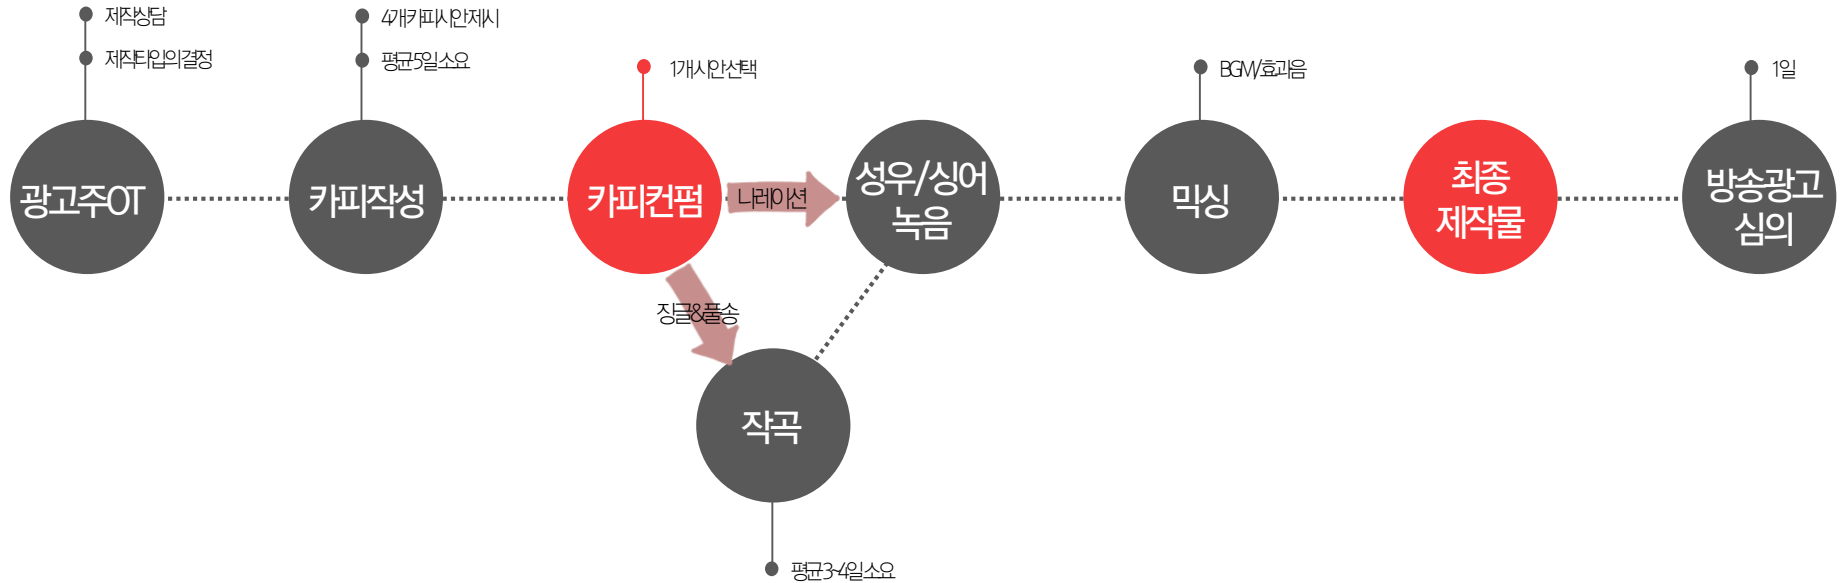 제작상담
제작타입의결정
4개카피시안제시
평균5일소요
1개시안선택
BGM/효과음
1일
광고주OT
카피작성
카피컨펌
나레이션
성우/싱어
녹음
믹싱
최종
제작물
방송광고
심의
징글&풀송
작곡
평균3~4일소요